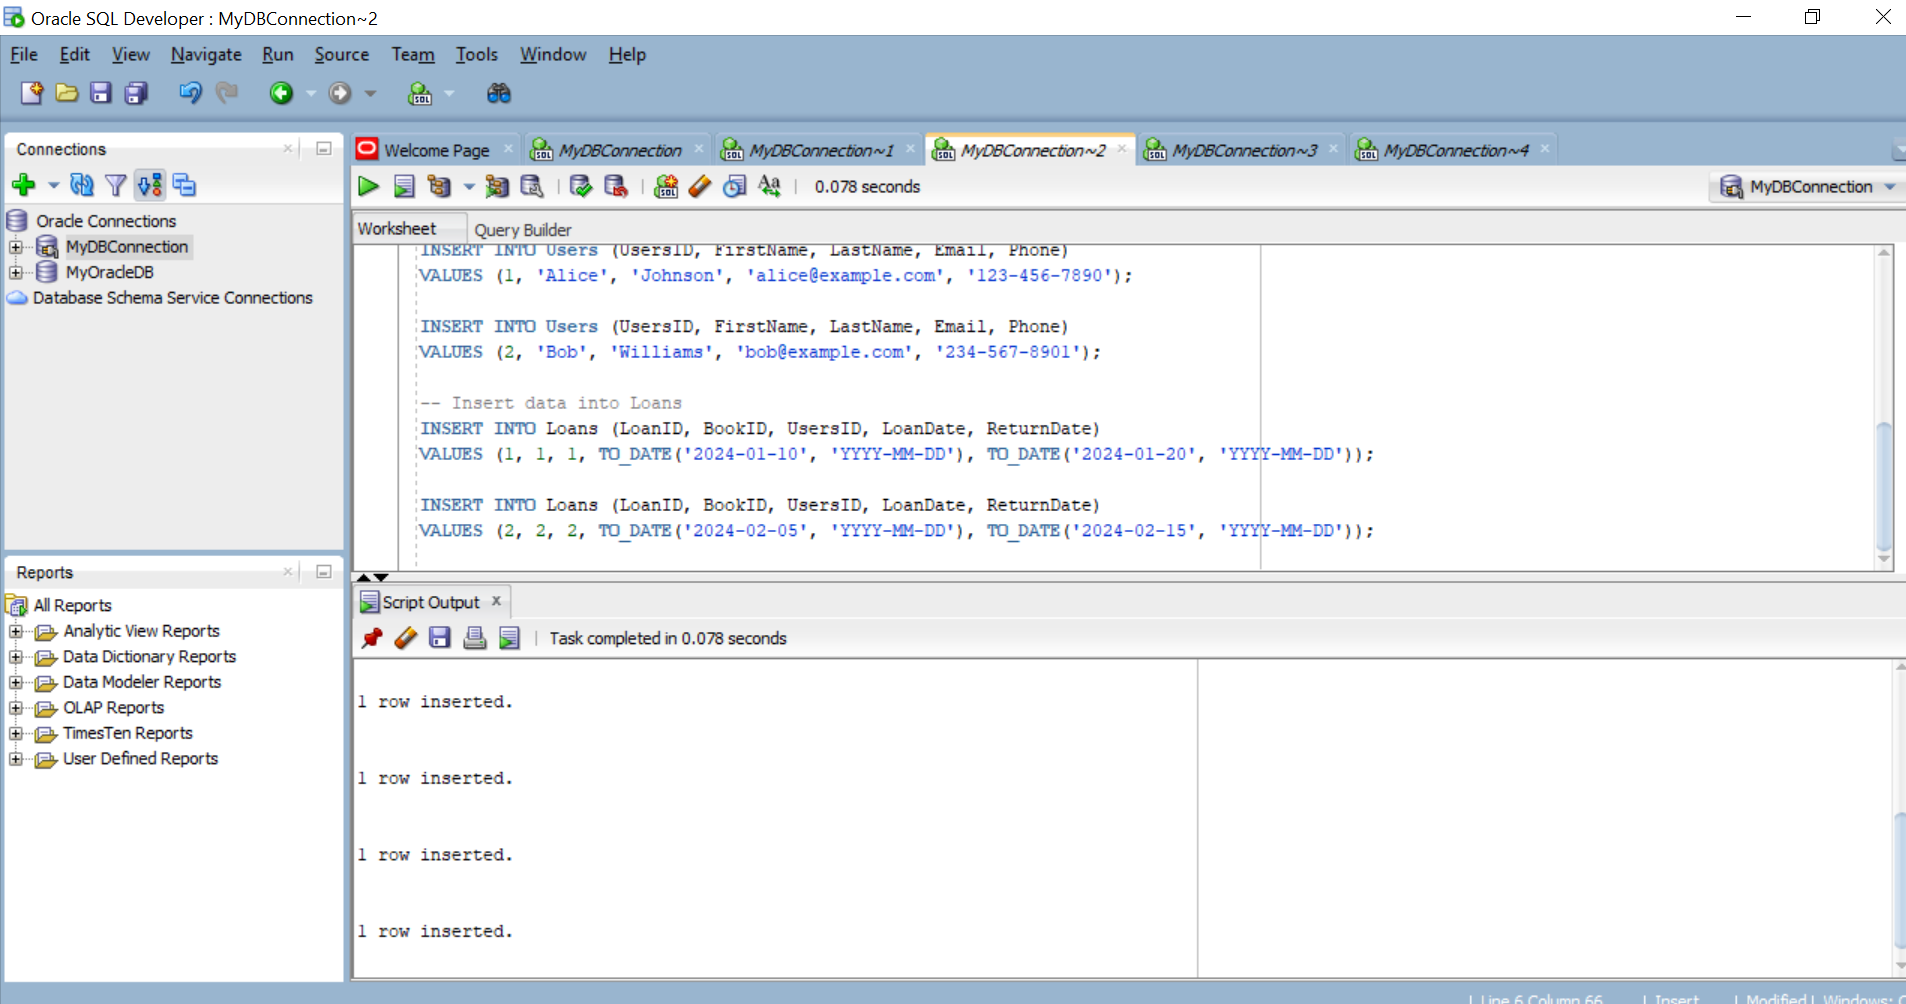 Oracle SQL Developer : MyDBConnection~2
File Edit View Navigate Run Source Team Tools Window Help
Connections
Oracle Connections
MyDBConnection
MyOracleDB
Database Schema Service Connections
Reports
All Reports
Analytic View Reports
Data Dictionary Reports
Data Modeler Reports
OLAP Reports
TimesTen Reports
User Defined Reports
Welcome Page MyDBConnection MyDBConnection~1 MyDBConnection~2 MyDBConnection~3 MyDBConnection~4
0.078 seconds MyDBConnection
Worksheet Query Builder
INSERT INTO Users (UsersID, FirstName, LastName, Email, Phone)
VALUES (1, 'Alice', 'Johnson', 'alice@example.com', '123-456-7890');
INSERT INTO Users (UsersID, FirstName, LastName, Email, Phone)
VALUES (2, 'Bob', 'Williams', 'bob@example.com', '234-567-8901');
-- Insert data into Loans
INSERT INTO Loans (LoanID, BookID, UsersID, LoanDate, ReturnDate)
VALUES (1, 1, 1, TO_DATE('2024-01-10', 'YYYY-MM-DD'), TO_DATE('2024-01-20', 'YYYY-MM-DD'));
INSERT INTO Loans (LoanID, BookID, UsersID, LoanDate, ReturnDate)
VALUES (2, 2, 2, TO_DATE('2024-02-05', 'YYYY-MM-DD'), TO_DATE('2024-02-15', 'YYYY-MM-DD'));
Script Output
Task completed in 0.078 seconds
1 row inserted.
1 row inserted.
1 row inserted.
1 row inserted.
Line 6 Column 66 Insert Modified Windows: C